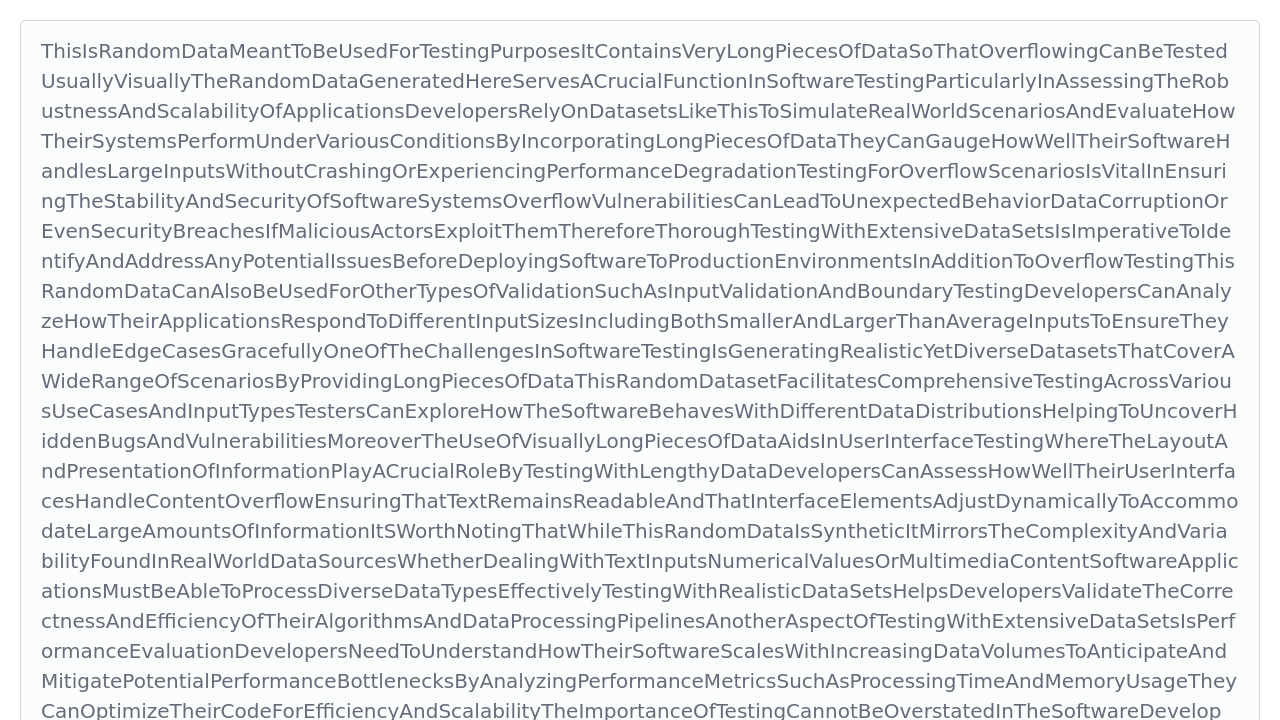 ThisIsRandomDataMeantToBeUsedForTestingPurposesItContainsVeryLongPiecesOfDataSoThatOverflowingCanBeTested
UsuallyVisuallyTheRandomDataGeneratedHereServesACrucialFunctionInSoftwareTestingParticularlyInAssessingTheRob
ustnessAndScalabilityOfApplicationsDevelopersRelyOnDatasetsLikeThisToSimulateRealWorldScenariosAndEvaluateHow
TheirSystemsPerformUnderVariousConditionsByIncorporatingLongPiecesOfDataTheyCanGaugeHowWellTheirSoftwareH
andlesLargeInputsWithoutCrashingOrExperiencingPerformanceDegradationTestingForOverflowScenariosIsVitalInEnsuri
ngTheStabilityAndSecurityOfSoftwareSystemsOverflowVulnerabilitiesCanLeadToUnexpectedBehaviorDataCorruptionOr
EvenSecurityBreachesIfMaliciousActorsExploitThemThereforeThoroughTestingWithExtensiveDataSetsIsImperativeToIde
ntifyAndAddressAnyPotentialIssuesBeforeDeployingSoftwareToProductionEnvironmentsInAdditionToOverflowTestingThis
RandomDataCanAlsoBeUsedForOtherTypesOfValidationSuchAsInputValidationAndBoundaryTestingDevelopersCanAnaly
zeHowTheirApplicationsRespondToDifferentInputSizesIncludingBothSmallerAndLargerThanAverageInputsToEnsureThey
HandleEdgeCasesGracefullyOneOfTheChallengesInSoftwareTestingIsGeneratingRealisticYetDiverseDatasetsThatCoverA
WideRangeOfScenariosByProvidingLongPiecesOfDataThisRandomDatasetFacilitatesComprehensiveTestingAcrossVariou
sUseCasesAndInputTypesTestersCanExploreHowTheSoftwareBehavesWithDifferentDataDistributionsHelpingToUncoverH
iddenBugsAndVulnerabilitiesMoreoverTheUseOfVisuallyLongPiecesOfDataAidsInUserInterfaceTestingWhereTheLayoutA
ndPresentationOfInformationPlayACrucialRoleByTestingWithLengthyDataDevelopersCanAssessHowWellTheirUserInterfa
cesHandleContentOverflowEnsuringThatTextRemainsReadableAndThatInterfaceElementsAdjustDynamicallyToAccommo
dateLargeAmountsOfInformationItSWorthNotingThatWhileThisRandomDataIsSyntheticItMirrorsTheComplexityAndVaria
bilityFoundInRealWorldDataSourcesWhetherDealingWithTextInputsNumericalValuesOrMultimediaContentSoftwareApplic
ationsMustBeAbleToProcessDiverseDataTypesEffectivelyTestingWithRealisticDataSetsHelpsDevelopersValidateTheCorre
ctnessAndEfficiencyOfTheirAlgorithmsAndDataProcessingPipelinesAnotherAspectOfTestingWithExtensiveDataSetsIsPerf
ormanceEvaluationDevelopersNeedToUnderstandHowTheirSoftwareScalesWithIncreasingDataVolumesToAnticipateAnd
MitigatePotentialPerformanceBottlenecksByAnalyzingPerformanceMetricsSuchAsProcessingTimeAndMemoryUsageThey
CanOptimizeTheirCodeForEfficiencyAndScalabilityTheImportanceOfTestingCannotBeOverstatedInTheSoftwareDevelop